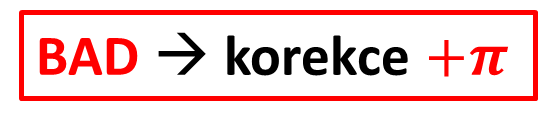 BAD → korekce +π